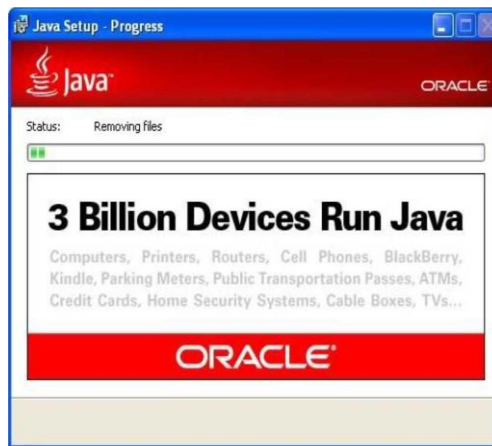 Java Setup - Progress
Java™
ORACLE®
Status: Removing files
3 Billion Devices Run Java
Computers, Printers, Routers, Cell Phones, BlackBerry,
Kindle, Parking Meters, Public Transportation Passes, ATMs,
Credit Cards, Home Security Systems, Cable Boxes, TVs...
ORACLE®